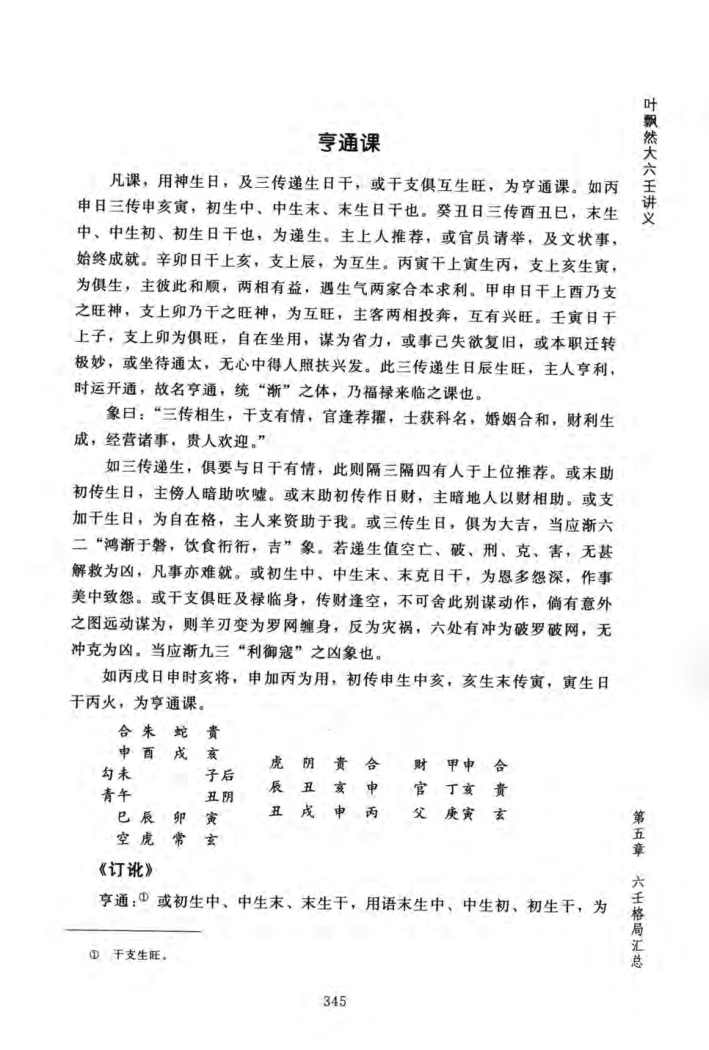 叶飘然大六壬讲义
亨通课
凡课，用神生日，及三传递生日干，或干支俱互生旺，为亨通课。如丙
申日三传申亥寅，初生中、中生末、末生日干也。癸丑日三传酉丑巳，末生
中、中生初、初生日干也，为递生。主上人推荐，或官员请举，及文状事，
始终成就。辛卯日干上亥，支上辰，为互生。丙寅干上寅生丙，支上亥生寅，
为俱生，主彼此和顺，两相有益，遇生气两家合本求利。甲申日干上酉乃支
之旺神，支上卯乃干之旺神，为互旺，主客两相投奔，互有兴旺。壬寅日干
上子，支上卯为俱旺，自在坐用，谋为省力，或事己失欲复旧，或本职迁转
极妙，或坐待通太，无心中得人照扶兴发。此三传递生日辰生旺，主人亨利，
时运开通，故名亨通，统“渐”之体，乃福禄来临之课也。
象曰：“三传相生，干支有情，官逢荐擢，士获科名，婚姻合和，财利生
成，经营诸事，贵人欢迎。”
如三传递生，俱要与日干有情，此则隔三隔四有人于上位推荐。或末助
初传生日，主傍人暗助吹嘘。或末助初传作日财，主暗地人以财相助。或支
加干生日，为自在格，主人来资助于我。或三传生日，俱为大吉，当应渐六
二“鸿渐于磐，饮食衎衎，吉”象。若递生值空亡、破、刑、克、害，无甚
解救为凶，凡事亦难就。或初生中、中生末、末克日干，为恩多怨深，作事
美中致怨。或干支俱旺及禄临身，传财逢空，不可舍此别谋动作，倘有意外
之图远动谋为，则羊刃变为罗网缠身，反为灾祸，六处有冲为破罗破网，无
冲克为凶。当应渐九三“利御寇”之凶象也。
如丙戌日申时亥将，申加丙为用，初传申生中亥，亥生末传寅，寅生日
干丙火，为亨通课。
合 朱 蛇 贵
申 酉 戌 亥
勾未 子后
青午 丑阴
巳 辰 卯 寅
空 虎 常 玄
虎 阴 贵 合
辰 丑 亥 申
丑 戌 申 丙
财 甲申 合
官 丁亥 贵
父 庚寅 玄
《订讹》
亨通：① 或初生中、中生末、末生干，用语末生中、中生初、初生干，为
① 干支生旺。
第五章 六壬格局汇总
345